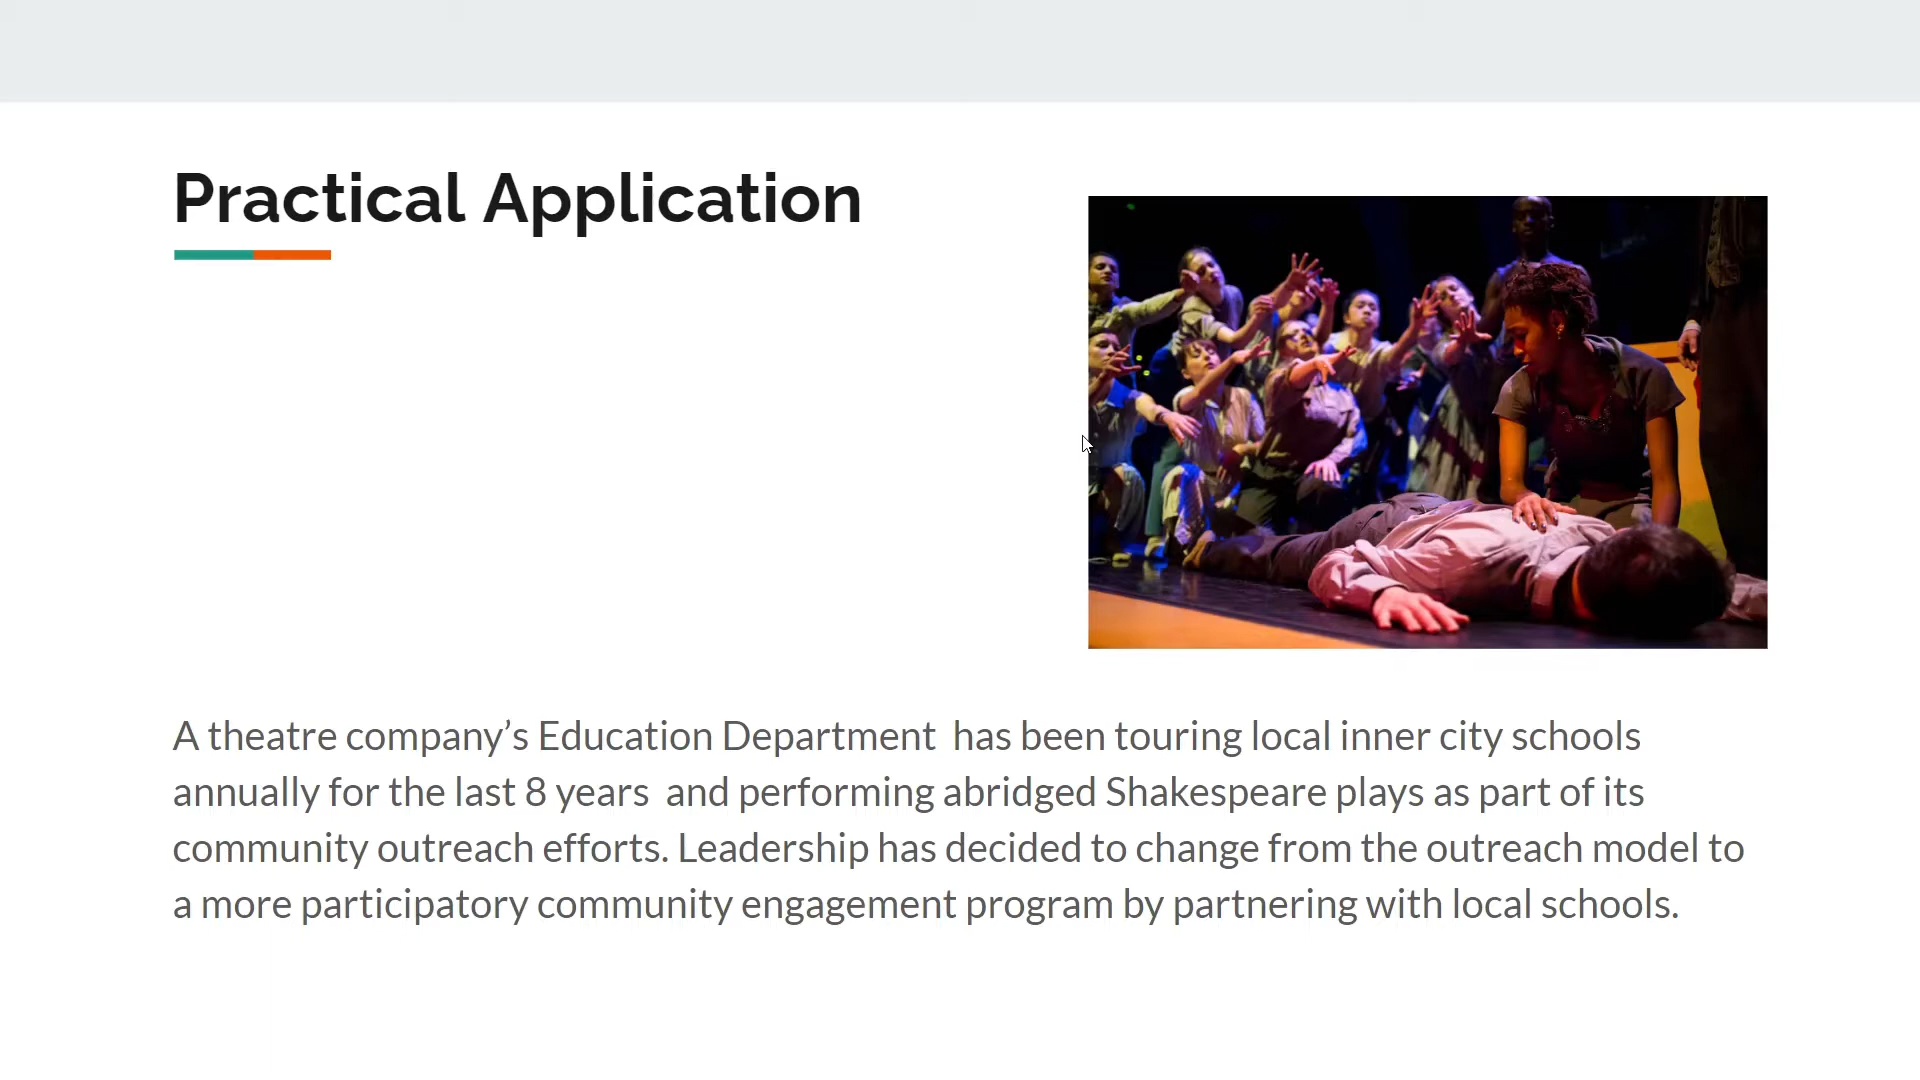 Practical Application
A theatre company’s Education Department  has been touring local inner city schools
annually for the last 8 years  and performing abridged Shakespeare plays as part of its
community outreach efforts. Leadership has decided to change from the outreach model to
a more participatory community engagement program by partnering with local schools.